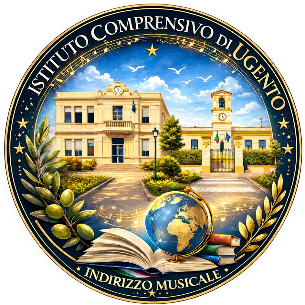 ISTITUTO COMPRENSIVO DI UGENTO
INDIRIZZO MUSICALE